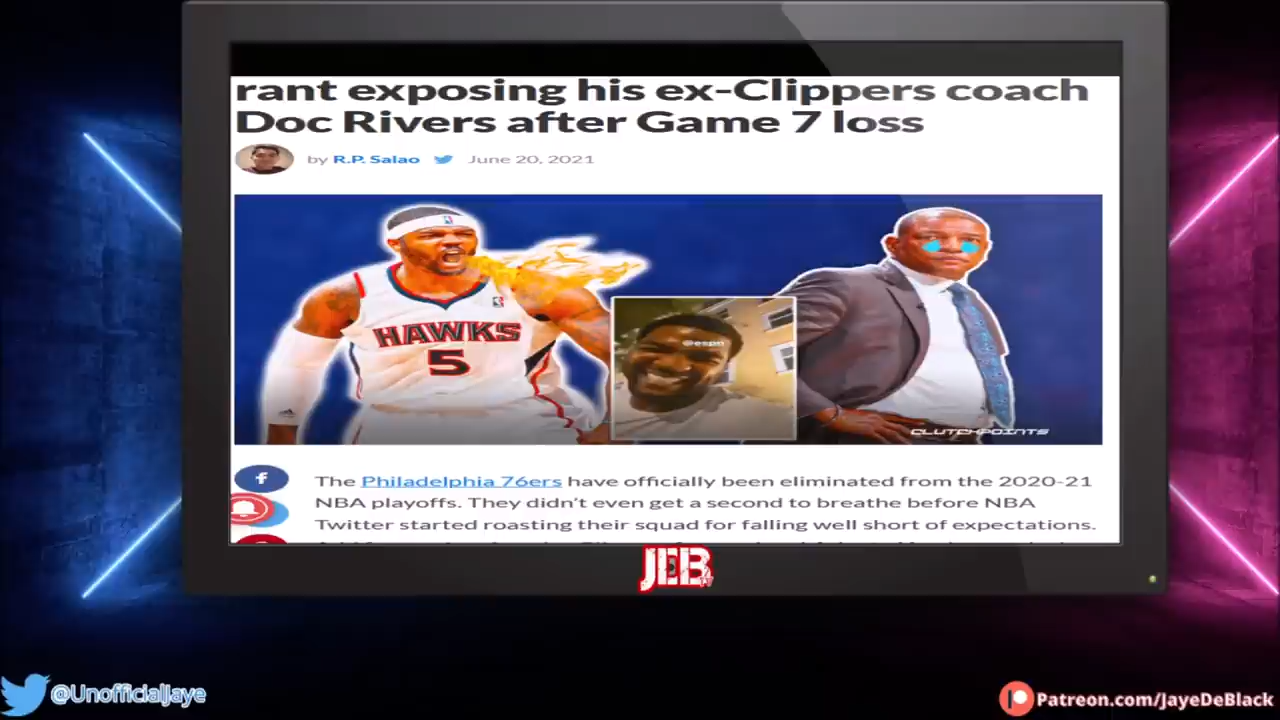 rant exposing his ex-Clippers coach
Doc Rivers after Game 7 loss
by R.P. Salao June 20, 2021
HAWKS
5
@espn
CLUTCHPOINTS
The Philadelphia 76ers have officially been eliminated from the 2020-21
NBA playoffs. They didn't even get a second to breathe before NBA
Twitter started roasting their squad for falling well short of expectations.
JEB
TV
@UnofficialJaye
Patreon.com/JayeDeBlack